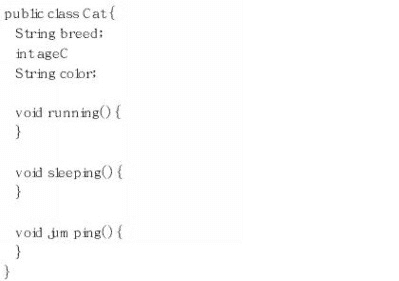 public class Cat{
String breed;
int ageC
String color;
void running(){
}
void sleeping(){
}
void jumping(){
}
}